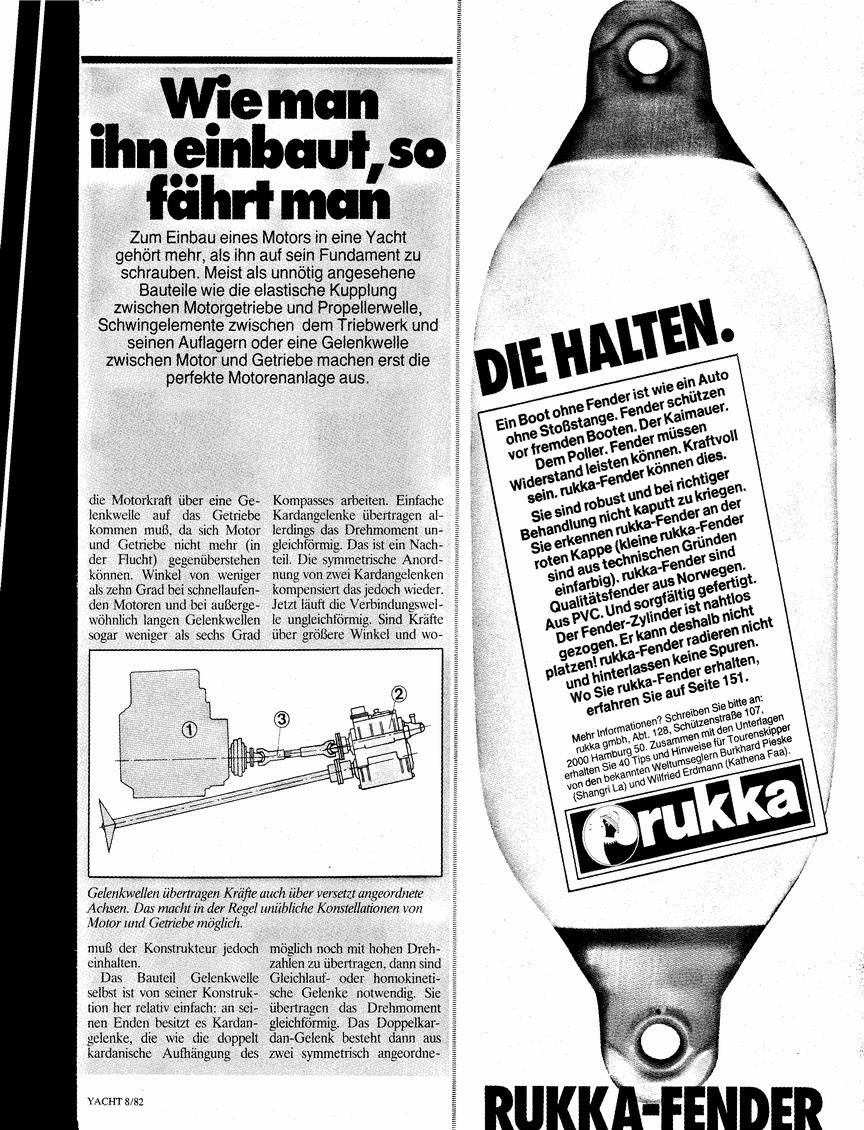 Wie man
ihn einbaut, so
fährt man
Zum Einbau eines Motors in eine Yacht
gehört mehr, als ihn auf sein Fundament zu
schrauben. Meist als unnötig angesehene
Bauteile wie die elastische Kupplung
zwischen Motorgetriebe und Propellerwelle,
Schwingelemente zwischen dem Triebwerk und
seinen Auflagern oder eine Gelenkwelle
zwischen Motor und Getriebe machen erst die
perfekte Motorenanlage aus.
die Motorkraft über eine Ge-
lenkwelle auf das Getriebe
kommen muß, da sich Motor
und Getriebe nicht mehr (in
der Flucht) gegenüberstehen
können. Winkel von weniger
als zehn Grad bei schnellaufen-
den Motoren und bei außerge-
wöhnlich langen Gelenkwellen
sogar weniger als sechs Grad
1
3
2
Gelenkwellen übertragen Kräfte auch über versetzt angeordnete
Achsen. Das macht in der Regel unübliche Konstellationen von
Motor und Getriebe möglich.
muß der Konstrukteur jedoch
einhalten.
Das Bauteil Gelenkwelle
selbst ist von seiner Konstruk-
tion her relativ einfach: an sei-
nen Enden besitzt es Kardan-
gelenke, die wie die doppelt
kardanische Aufhängung des
Kompasses arbeiten. Einfache
Kardangelenke übertragen al-
lerdings das Drehmoment un-
gleichförmig. Das ist ein Nach-
teil. Die symmetrische Anord-
nung von zwei Kardangelenken
kompensiert das jedoch wieder.
Jetzt läuft die Verbindungswel-
le ungleichförmig. Sind Kräfte
über größere Winkel und wo-
möglich noch mit hohen Dreh-
zahlen zu übertragen, dann sind
Gleichlauf- oder homokineti-
sche Gelenke notwendig. Sie
übertragen das Drehmoment
gleichförmig. Das Doppelkar-
dan-Gelenk besteht dann aus
zwei symmetrisch angeordne-
YACHT 8/82
DIE HALTEN.
Ein Boot ohne Fender ist wie ein Auto
ohne Stoßstange. Fender schützen
vor fremden Booten. Der Kaimauer.
Dem Poller. Fender müssen
Widerstand leisten können. Kraftvoll
sein. rukka-Fender können dies.
Sie sind robust und bei richtiger
Behandlung nicht kaputt zu kriegen.
Sie erkennen rukka-Fender an der
roten Kappe (kleine rukka-Fender
sind aus technischen Gründen
einfarbig). rukka-Fender sind
Qualitätsfender aus Norwegen.
Aus PVC. Und sorgfältig gefertigt.
Der Fender-Zylinder ist nahtlos
gezogen. Er kann deshalb nicht
platzen! rukka-Fender radieren nicht
und hinterlassen keine Spuren.
Wo Sie rukka-Fender erhalten,
erfahren Sie auf Seite 151.
Mehr Informationen? Schreiben Sie bitte an:
rukka gmbh, Abt. 128, Schützenstraße 107,
2000 Hamburg 50. Zusammen mit den Unterlagen
erhalten Sie 40 Tips und Hinweise für Tourenskipper
von den bekannten Weltumseglern Burkhard Pieske
(Shangri La) und Wilfried Erdmann (Kathena Faa).
rukka
RUKKA-FENDER